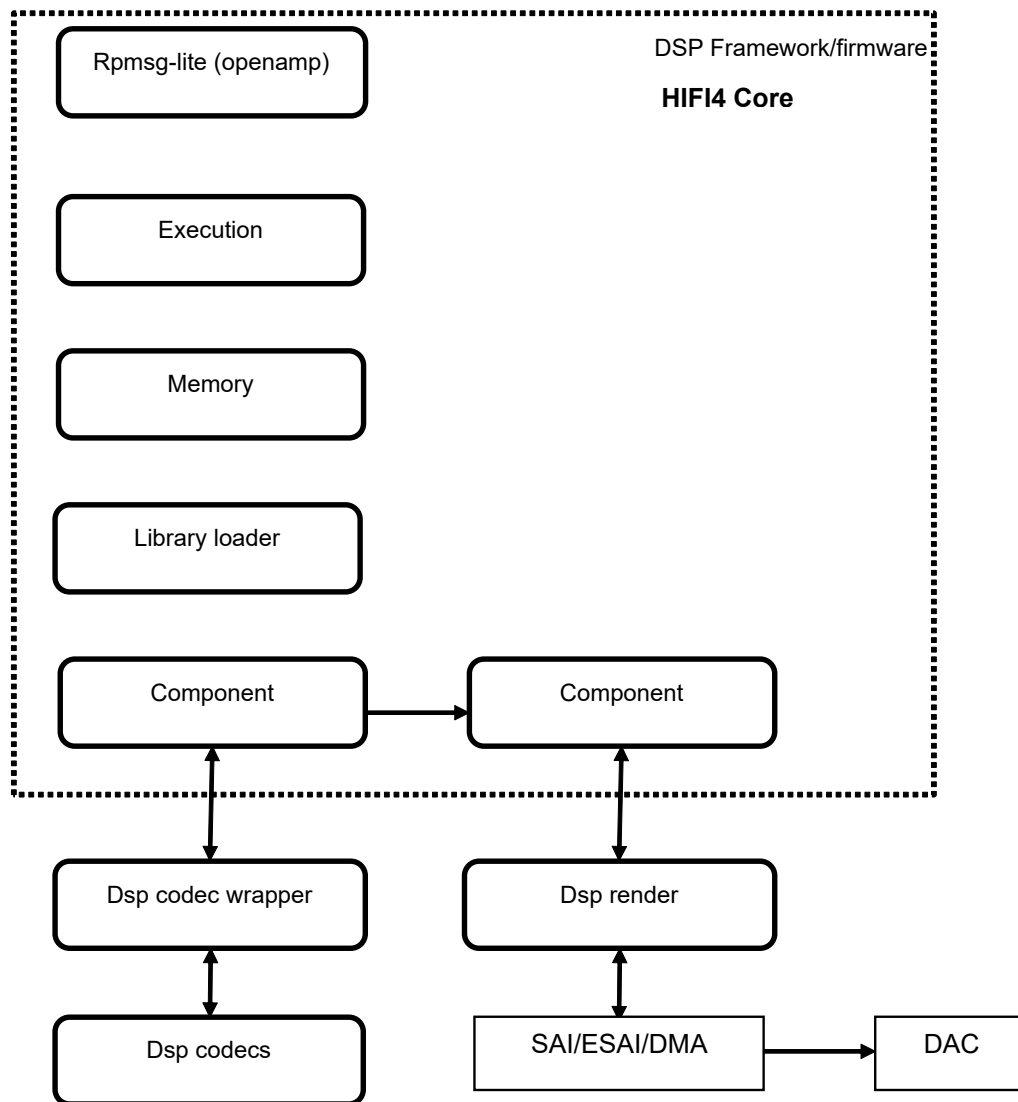 DSP Framework/firmware
Rpmsg-lite (openamp)
HIFI4 Core
Execution
Memory
Library loader
Component
Component
Dsp codec wrapper
Dsp render
Dsp codecs
SAI/ESAI/DMA
DAC